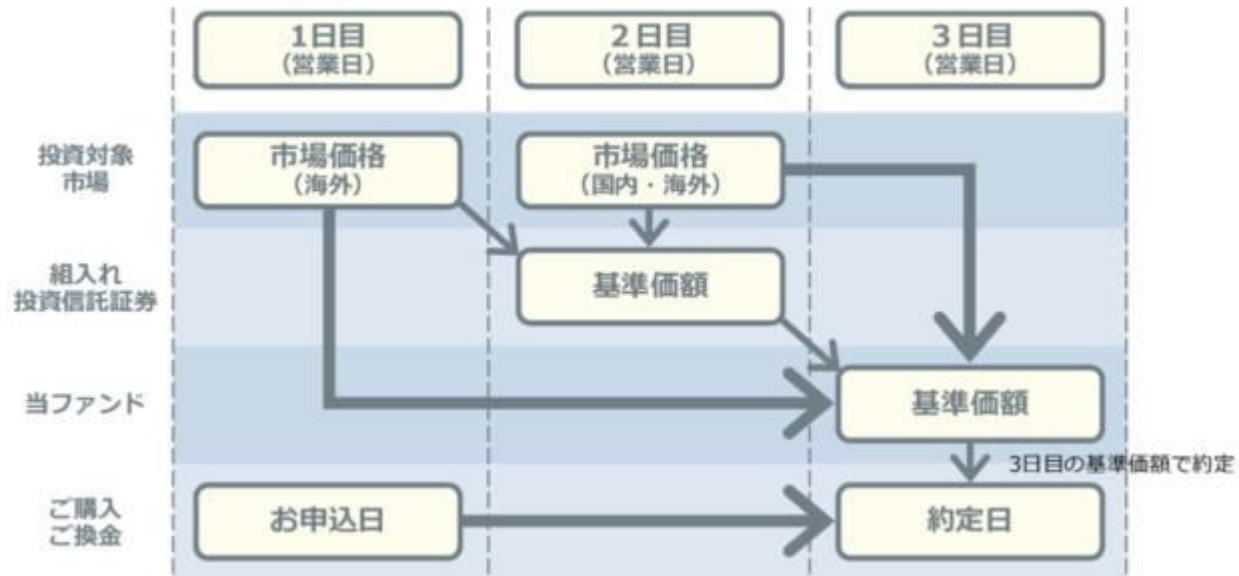 1日目
（営業日）
2日目
（営業日）
3日目
（営業日）
投資対象
市場
市場価格
（海外）
市場価格
（国内・海外）
組入れ
投資信託証券
基準価額
当ファンド
基準価額
3日目の基準価額で約定
ご購入
ご換金
お申込日
約定日